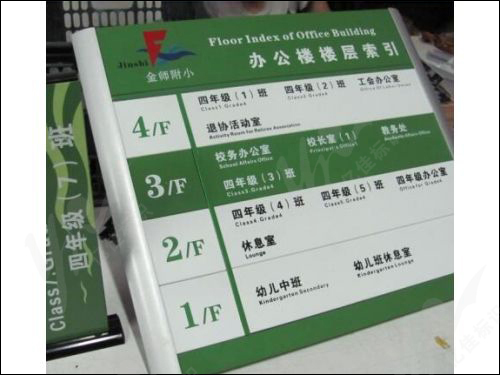 Floor Index of Office Building
办公楼楼层索引
Jinshi
金师附小
4/F
四年级（1）班
四年级（2）班
工会办公室
Class1 Grade4
Class2 Grade4
Office Of Labor Union
退协活动室
Activity Room for Retiree Association
3/F
校务办公室
校长室（1）
教务处
School Affairs Office
Principal's Office1
四年级（3）班
Class3 Grade4
2/F
四年级（4）班
四年级（5）班
四年级办公室
Class4 Grade4
Class5 Grade4
Office for Grade4
休息室
Lounge
1/F
幼儿中班
幼儿班休息室
Kindergarten Secondary
Kindergarten Lounge
四年级（7）班